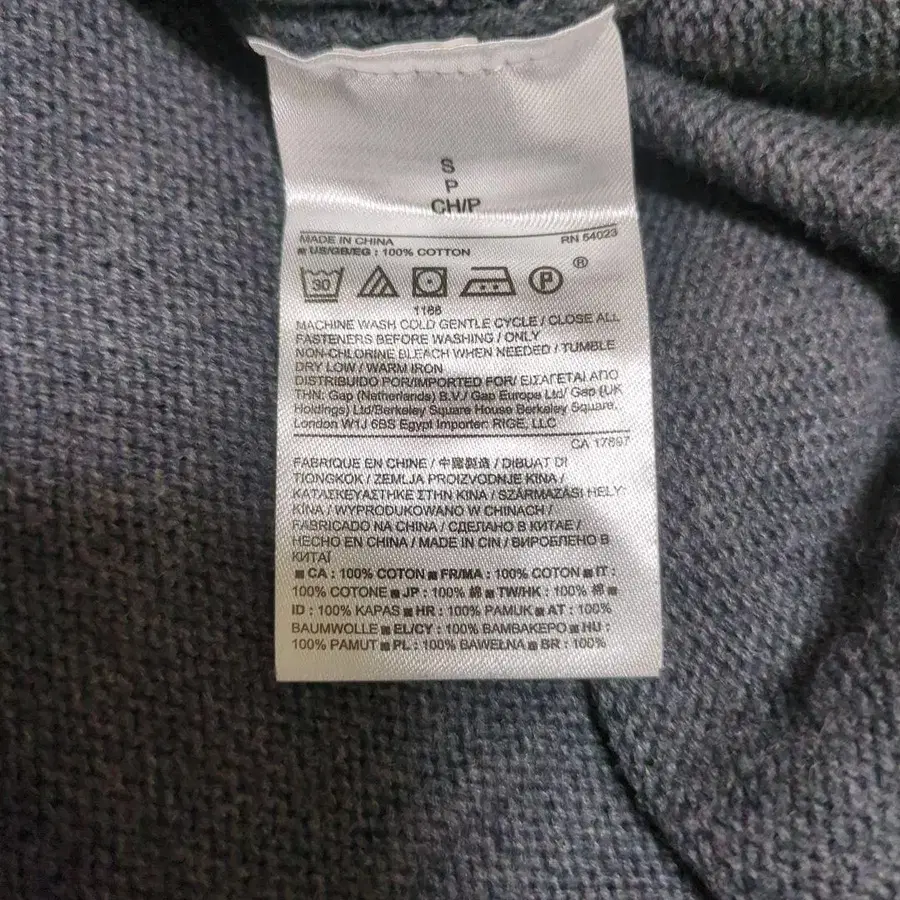 S
P
CH/P
MADE IN CHINA RN 54023
■ US/GB/EG : 100% COTTON
30 P ®
1166
MACHINE WASH COLD GENTLE CYCLE / CLOSE ALL
FASTENERS BEFORE WASHING / ONLY
NON-CHLORINE BLEACH WHEN NEEDED / TUMBLE
DRY LOW / WARM IRON
DISTRIBUIDO POR/IMPORTED FOR/ ΕΙΣΑΓΕΤΑΙ ΑΠΟ
ΤΗΝ: Gap (Netherlands) B.V./ Gap Europe Ltd/ Gap (UK
Holdings) Ltd/Berkeley Square House Berkeley Square,
London W1J 6BS Egypt Importer: RIGE, LLC
CA 17897
FABRIQUÉ EN CHINE / 中國製造 / DIBUAT DI
TIONGKOK / ZEMLJA PROIZVODNJE KINA /
ΚΑΤΑΣΚΕΥΑΣΤΗΚΕ ΣΤΗΝ ΚΙΝΑ / SZÁRMAZÁSI HELY:
KÍNA / WYPRODUKOWANO W CHINACH /
FABRICADO NA CHINA / СДЕЛАНО В КИТАЕ /
HECHO EN CHINA / MADE IN CIN / ВИРОБЛЕНО В
КИТАЇ
■ CA : 100% COTON ■ FR/MA : 100% COTON ■ IT :
100% COTONE ■ JP : 100% 綿 ■ TW/HK : 100% 棉 ■
ID : 100% KAPAS ■ HR : 100% PAMUK ■ AT : 100%
BAUMWOLLE ■ EL/CY : 100% ΒΑΜΒΑΚΕΡΟ ■ HU :
100% PAMUT ■ PL : 100% BAWEŁNA ■ BR : 100%